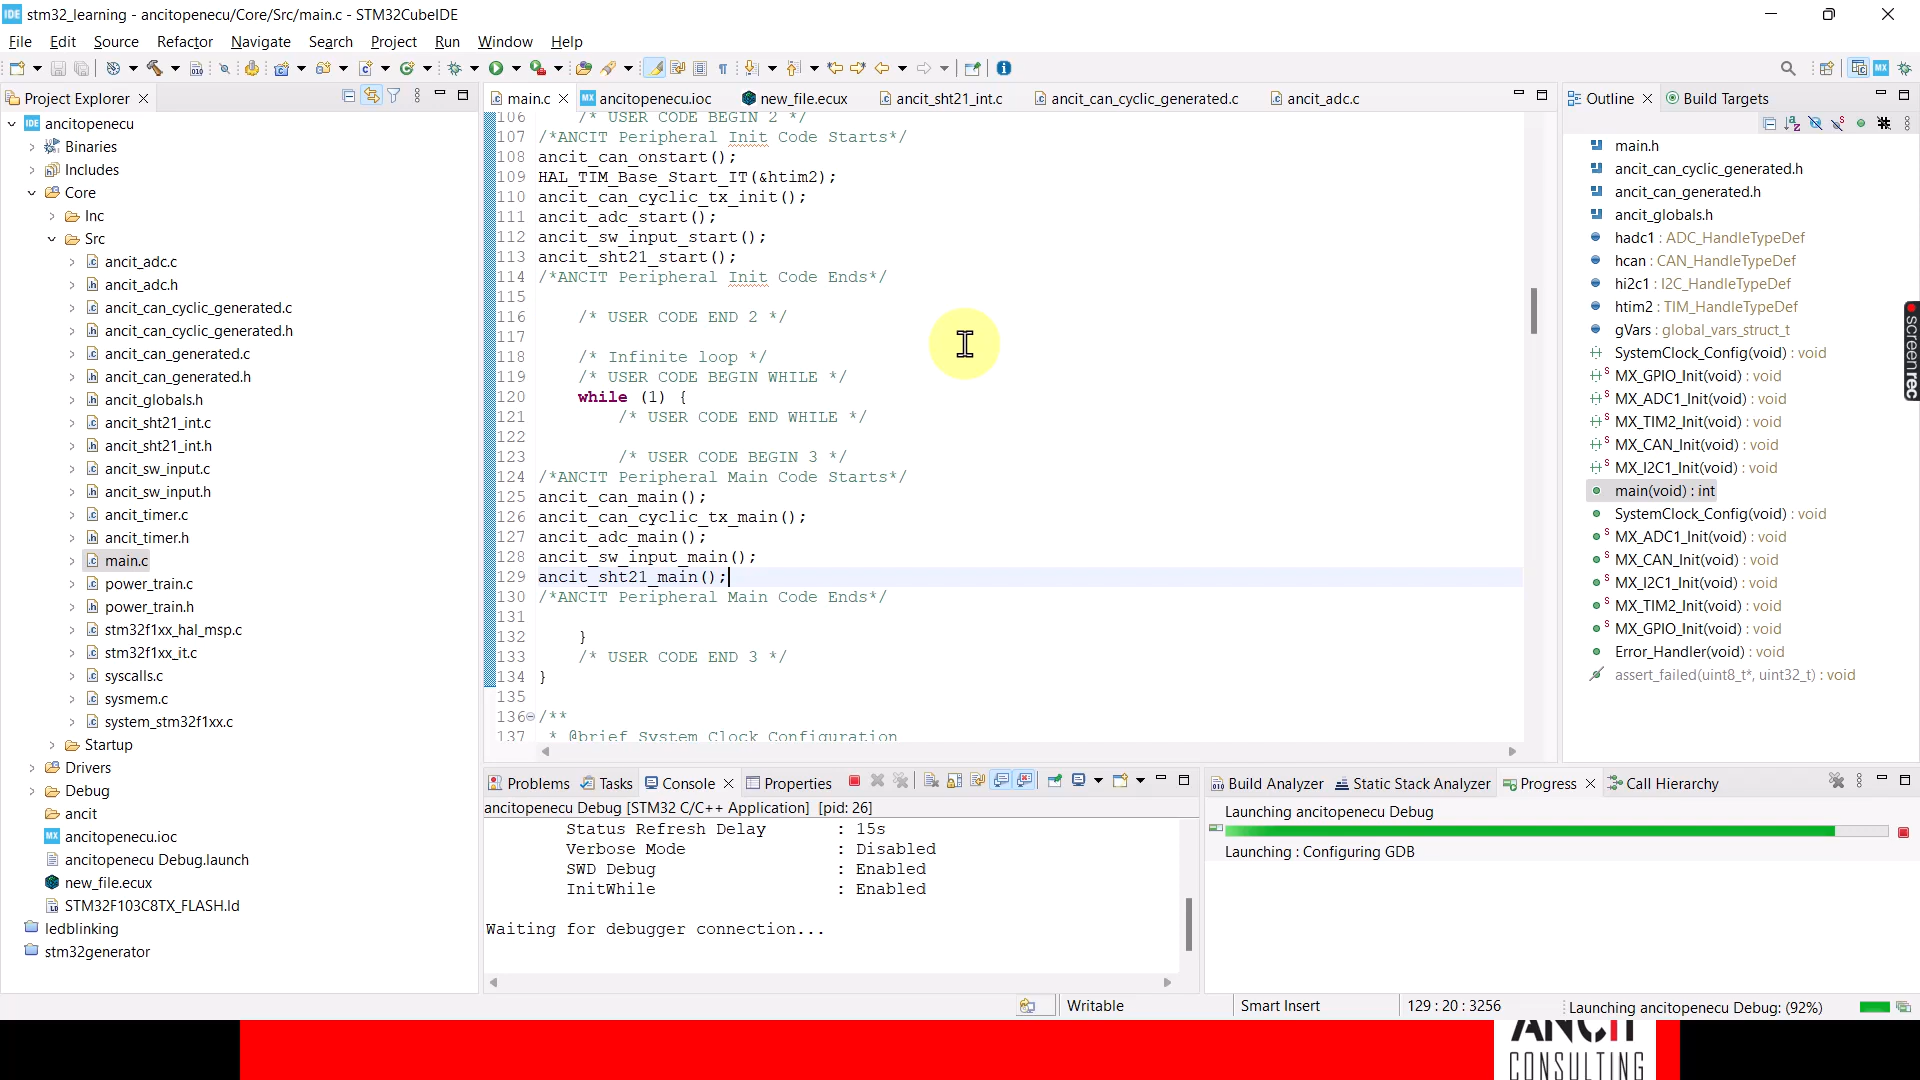 IDE stm32_learning - ancitopenecu/Core/Src/main.c - STM32CubeIDE
File Edit Source Refactor Navigate Search Project Run Window Help
Project Explorer
ancitopenecu
Binaries
Includes
Core
Inc
Src
ancit_adc.c
ancit_adc.h
ancit_can_cyclic_generated.c
ancit_can_cyclic_generated.h
ancit_can_generated.c
ancit_can_generated.h
ancit_globals.h
ancit_sht21_int.c
ancit_sht21_int.h
ancit_sw_input.c
ancit_sw_input.h
ancit_timer.c
ancit_timer.h
main.c
power_train.c
power_train.h
stm32f1xx_hal_msp.c
stm32f1xx_it.c
syscalls.c
sysmem.c
system_stm32f1xx.c
Startup
Drivers
Debug
ancit
ancitopenecu.ioc
ancitopenecu Debug.launch
new_file.ecux
STM32F103C8TX_FLASH.ld
ledblinking
stm32generator
main.c ancitopenecu.ioc new_file.ecux ancit_sht21_int.c ancit_can_cyclic_generated.c ancit_adc.c
106 /* USER CODE BEGIN 2 */
107 /*ANCIT Peripheral Init Code Starts*/
108 ancit_can_onstart();
109 HAL_TIM_Base_Start_IT(&htim2);
110 ancit_can_cyclic_tx_init();
111 ancit_adc_start();
112 ancit_sw_input_start();
113 ancit_sht21_start();
114 /*ANCIT Peripheral Init Code Ends*/
115
116 /* USER CODE END 2 */
117
118 /* Infinite loop */
119 /* USER CODE BEGIN WHILE */
120 while (1) {
121 /* USER CODE END WHILE */
122
123 /* USER CODE BEGIN 3 */
124 /*ANCIT Peripheral Main Code Starts*/
125 ancit_can_main();
126 ancit_can_cyclic_tx_main();
127 ancit_adc_main();
128 ancit_sw_input_main();
129 ancit_sht21_main();
130 /*ANCIT Peripheral Main Code Ends*/
131
132 }
133 /* USER CODE END 3 */
134 }
135
136 /**
137 * @brief System Clock Configuration
Outline Build Targets
main.h
ancit_can_cyclic_generated.h
ancit_can_generated.h
ancit_globals.h
hadc1 : ADC_HandleTypeDef
hcan : CAN_HandleTypeDef
hi2c1 : I2C_HandleTypeDef
htim2 : TIM_HandleTypeDef
gVars : global_vars_struct_t
SystemClock_Config(void) : void
MX_GPIO_Init(void) : void
MX_ADC1_Init(void) : void
MX_TIM2_Init(void) : void
MX_CAN_Init(void) : void
MX_I2C1_Init(void) : void
main(void) : int
SystemClock_Config(void) : void
MX_ADC1_Init(void) : void
MX_CAN_Init(void) : void
MX_I2C1_Init(void) : void
MX_TIM2_Init(void) : void
MX_GPIO_Init(void) : void
Error_Handler(void) : void
assert_failed(uint8_t*, uint32_t) : void
screenrec
Problems Tasks Console Properties
ancitopenecu Debug [STM32 C/C++ Application] [pid: 26]
Status Refresh Delay : 15s
Verbose Mode : Disabled
SWD Debug : Enabled
InitWhile : Enabled
Waiting for debugger connection...
Build Analyzer Static Stack Analyzer Progress Call Hierarchy
Launching ancitopenecu Debug
Launching : Configuring GDB
Writable Smart Insert 129 : 20 : 3256 Launching ancitopenecu Debug: (92%)
ANCIT
CONSULTING